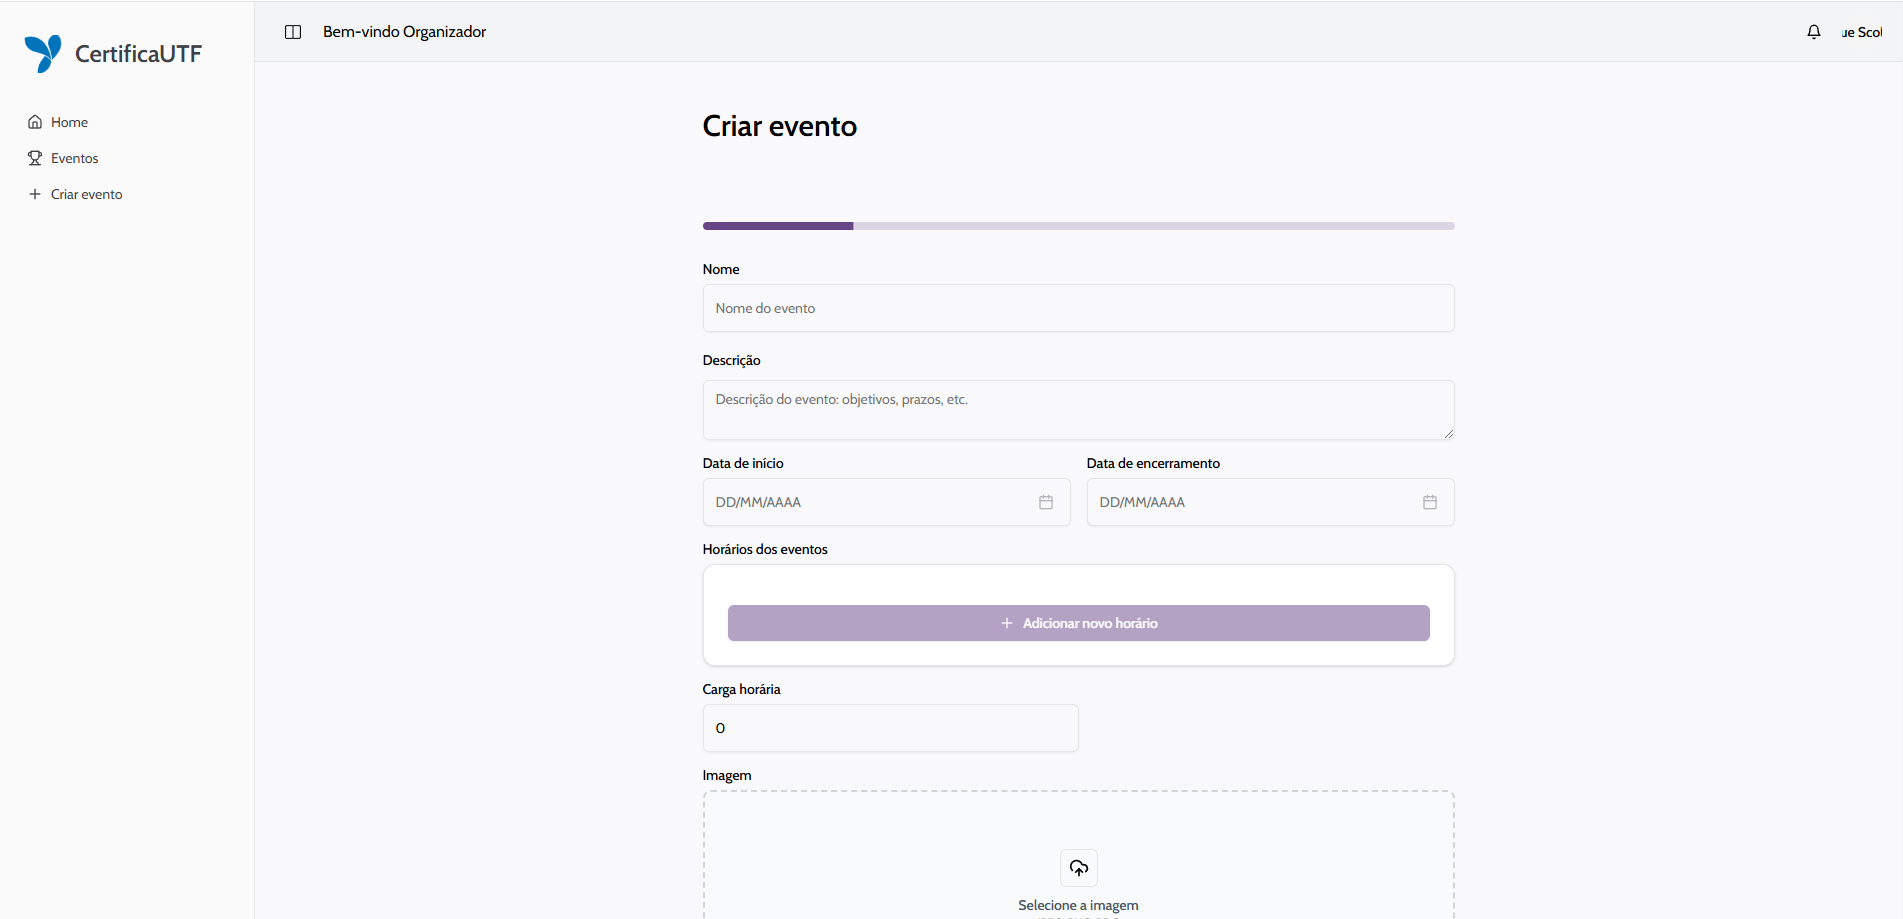 CertificaUTF
Bem-vindo Organizador
ue Scol
Home
Eventos
Criar evento
Criar evento
Nome
Nome do evento
Descrição
Descrição do evento: objetivos, prazos, etc.
Data de início
Data de encerramento
DD/MM/AAAA
DD/MM/AAAA
Horários dos eventos
Adicionar novo horário
Carga horária
0
Imagem
Selecione a imagem